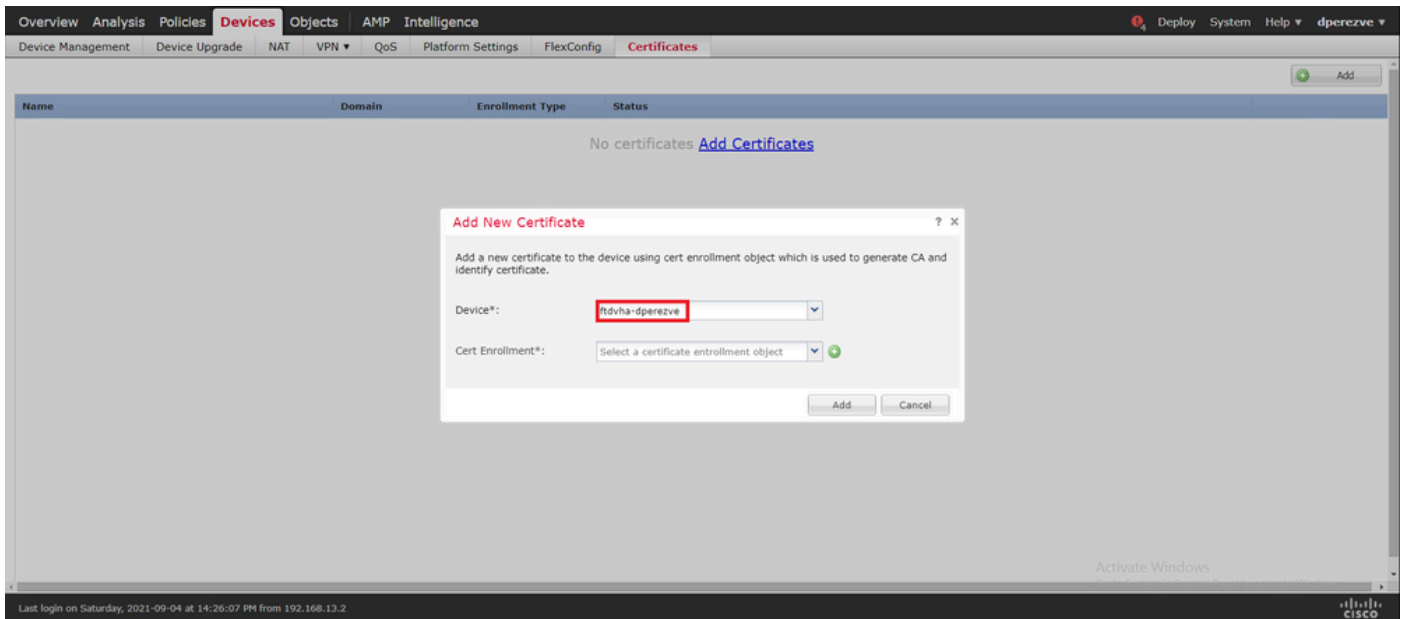 Overview Analysis Policies Devices Objects AMP Intelligence Deploy System Help dperezve
Device Management Device Upgrade NAT VPN QoS Platform Settings FlexConfig Certificates
Add
Name Domain Enrollment Type Status
No certificates Add Certificates
Add New Certificate ? X
Add a new certificate to the device using cert enrollment object which is used to generate CA and
identify certificate.
Device*: ftdvha-dperezve
Cert Enrollment*: Select a certificate entrollment object
Add Cancel
Activate Windows
Last login on Saturday, 2021-09-04 at 14:26:07 PM from 192.168.13.2
CISCO